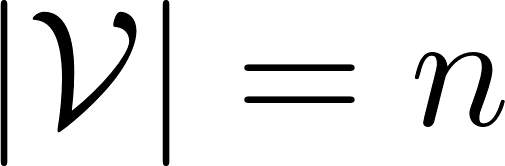 |𝒱| = n